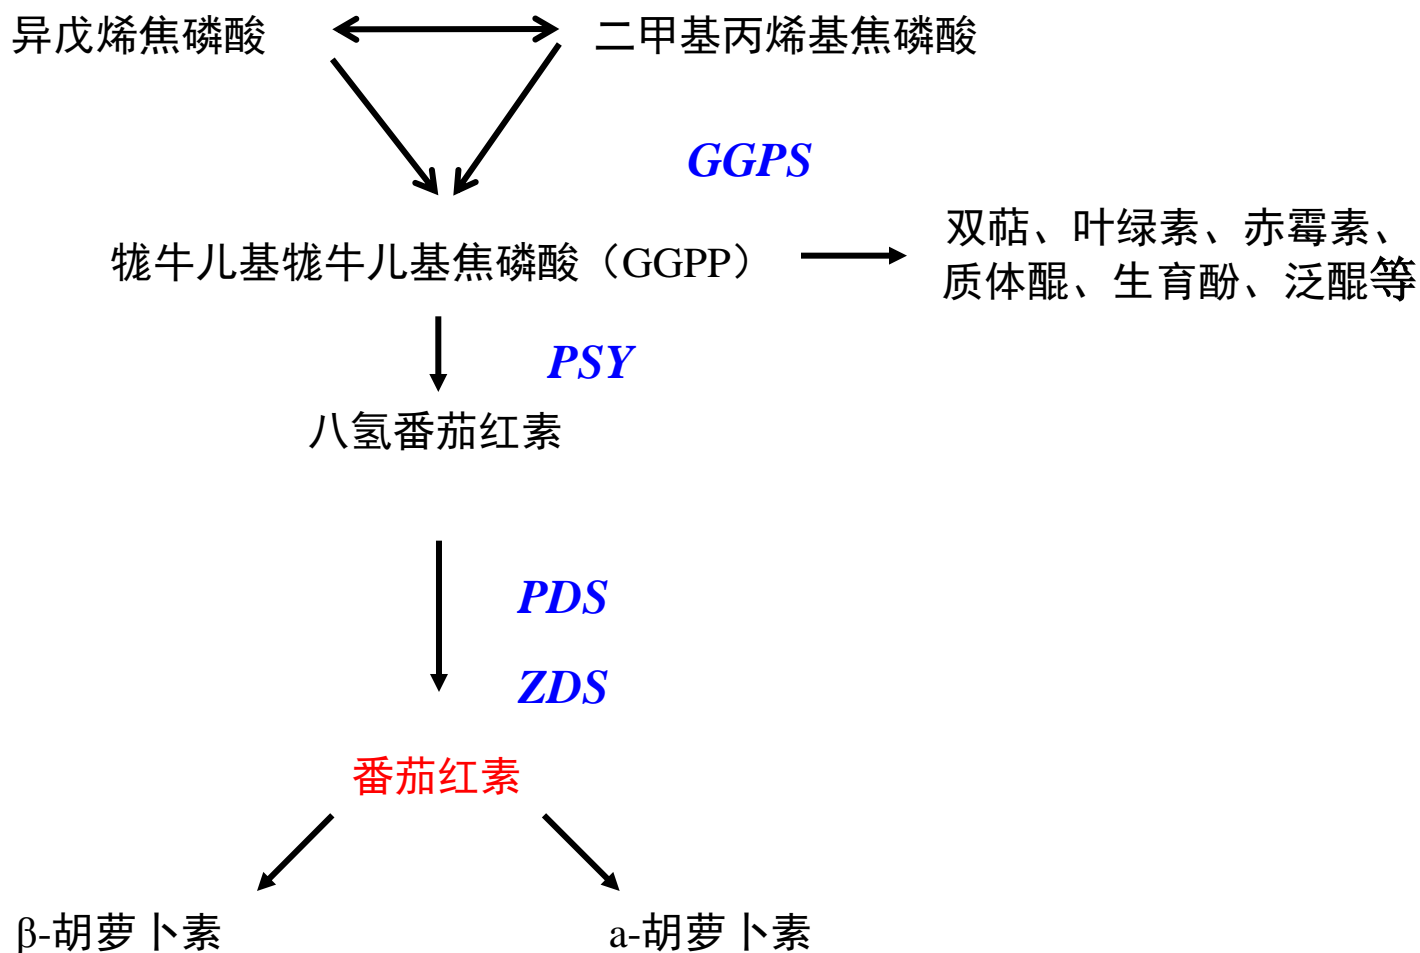 异戊烯焦磷酸
二甲基丙烯基焦磷酸
GGPS
牻牛儿基牻牛儿基焦磷酸（GGPP）
双萜、叶绿素、赤霉素、
质体醌、生育酚、泛醌等
PSY
八氢番茄红素
PDS
ZDS
番茄红素
β-胡萝卜素
a-胡萝卜素